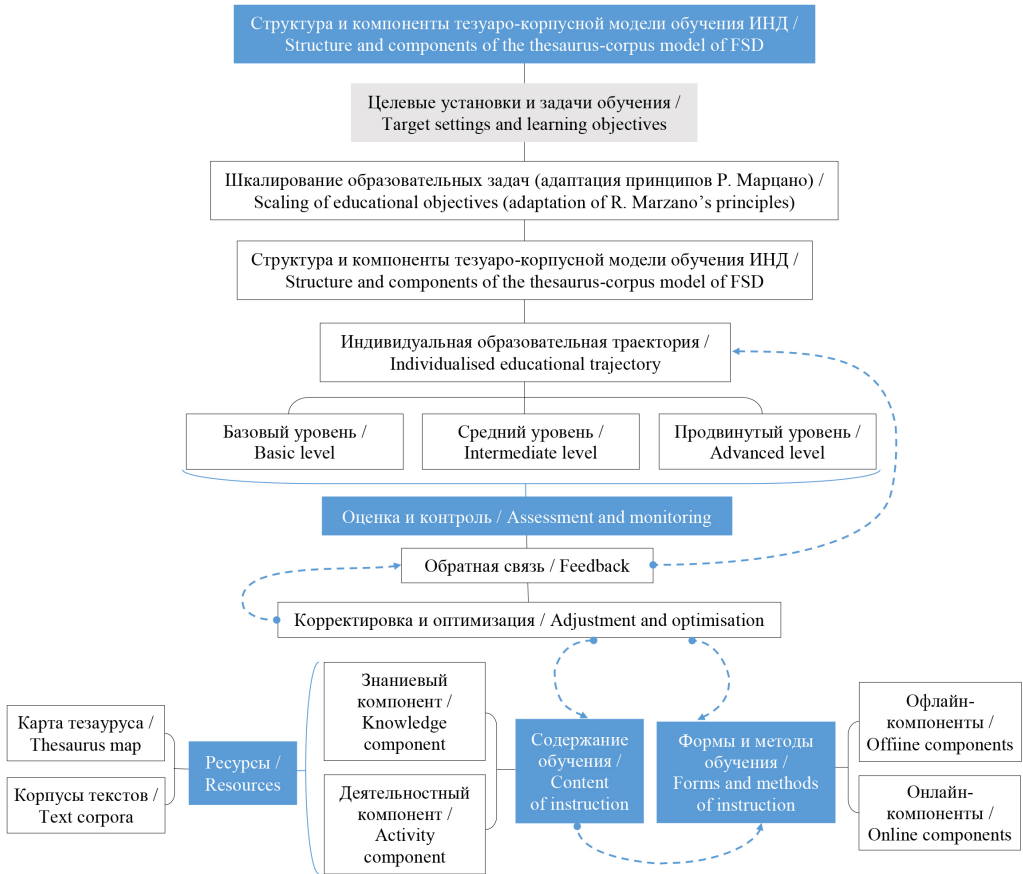 Структура и компоненты тезуаро-корпусной модели обучения ИНД /
Structure and components of the thesaurus-corpus model of FSD
Целевые установки и задачи обучения /
Target settings and learning objectives
Шкалирование образовательных задач (адаптация принципов Р. Марцано) /
Scaling of educational objectives (adaptation of R. Marzano’s principles)
Структура и компоненты тезуаро-корпусной модели обучения ИНД /
Structure and components of the thesaurus-corpus model of FSD
Индивидуальная образовательная траектория /
Individualised educational trajectory
Базовый уровень /
Basic level
Средний уровень /
Intermediate level
Продвинутый уровень /
Advanced level
Оценка и контроль / Assessment and monitoring
Обратная связь / Feedback
Корректировка и оптимизация / Adjustment and optimisation
Карта тезауруса /
Thesaurus map
Корпусы текстов /
Text corpora
Ресурсы /
Resources
Знаниевый
компонент /
Knowledge
component
Деятельностный
компонент /
Activity
component
Содержание
обучения /
Content
of instruction
Формы и методы
обучения /
Forms and methods
of instruction
Офлайн-
компоненты /
Offiine components
Онлайн-
компоненты /
Online components